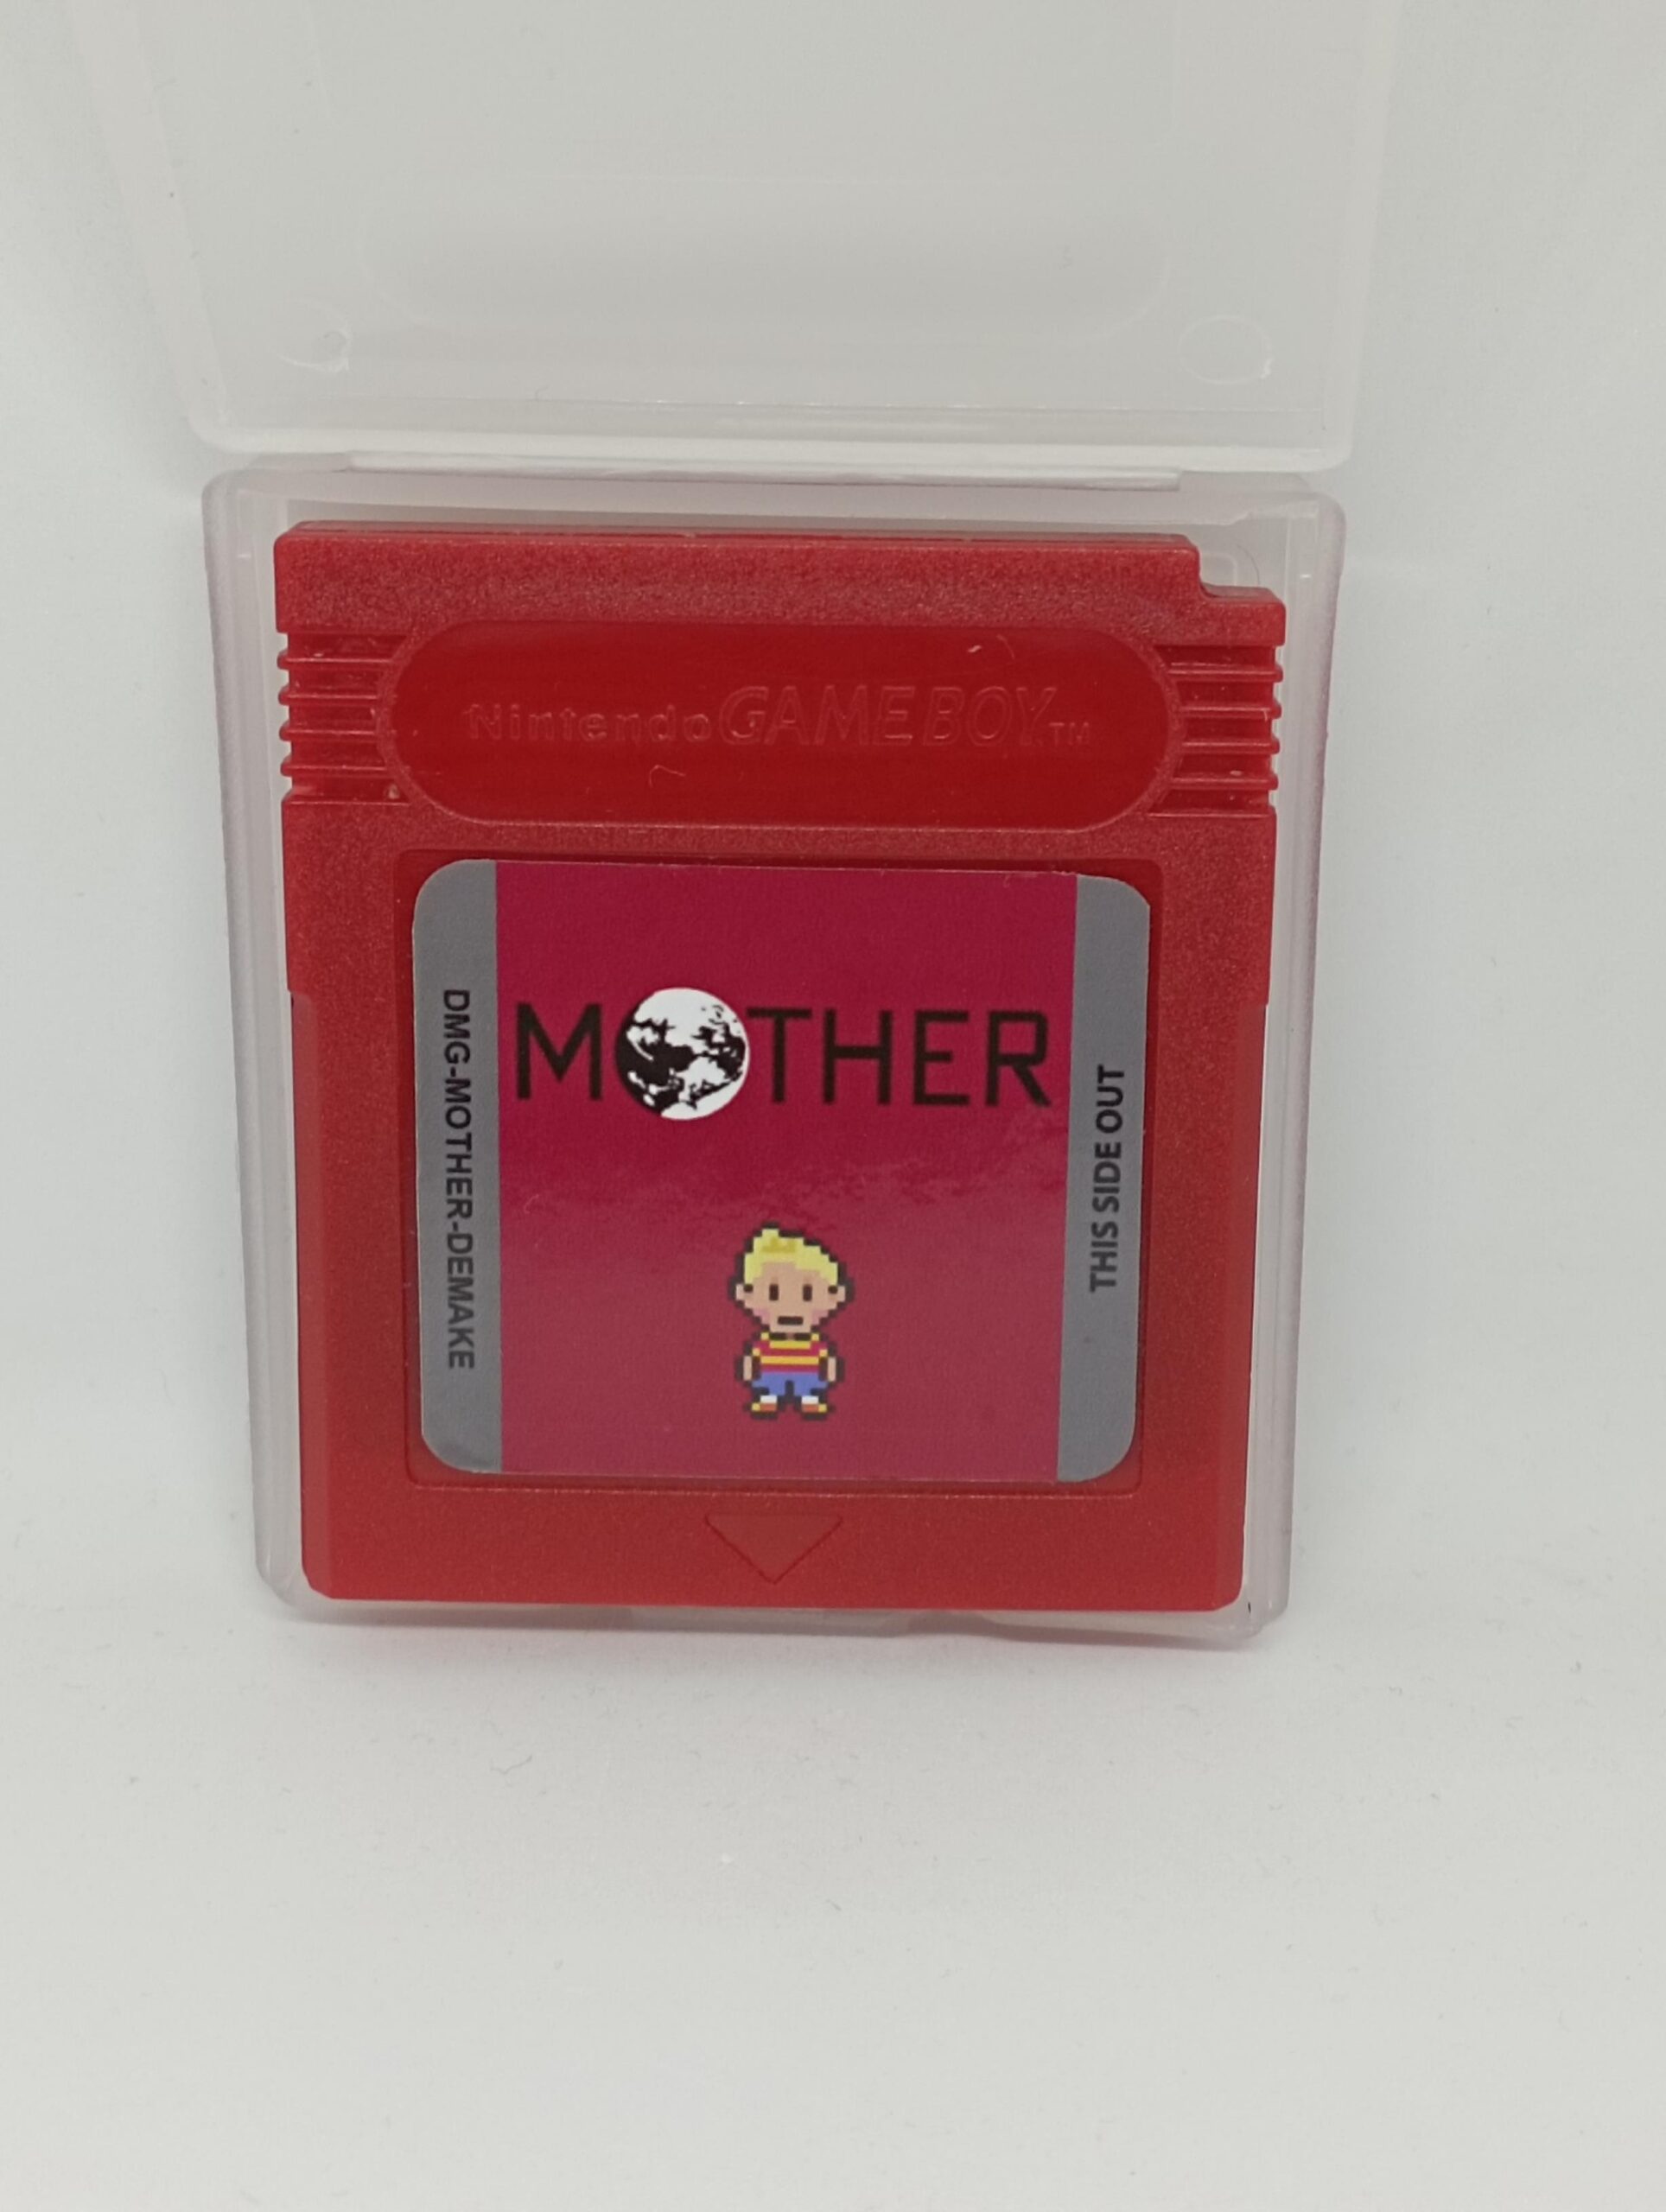 Nintendo GAME BOY TM
MOTHER
DMG-MOTHER-DEMAKE
THIS SIDE OUT